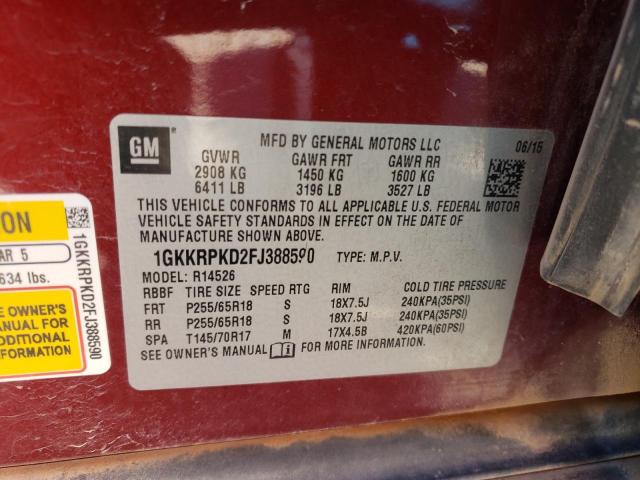 GM
MFD BY GENERAL MOTORS LLC 06/15
GVWR GAWR FRT GAWR RR
2908 KG 1450 KG 1600 KG
6411 LB 3196 LB 3527 LB
THIS VEHICLE CONFORMS TO ALL APPLICABLE U.S. FEDERAL MOTOR
VEHICLE SAFETY STANDARDS IN EFFECT ON THE DATE OF
MANUFACTURE SHOWN ABOVE.
1GKKRPKD2FJ388590 TYPE: M.P.V.
MODEL: R14526
RBBF TIRE SIZE SPEED RTG RIM COLD TIRE PRESSURE
FRT P255/65R18 S 18X7.5J 240KPA(35PSI)
RR P255/65R18 S 18X7.5J 240KPA(35PSI)
SPA T145/70R17 M 17X4.5B 420KPA(60PSI)
SEE OWNER'S MANUAL i FOR MORE INFORMATION.
ION
AR 5
634 lbs.
E OWNER'S
ANUAL FOR
DDITIONAL
ORMATION
1GKKRPKD2FJ388590